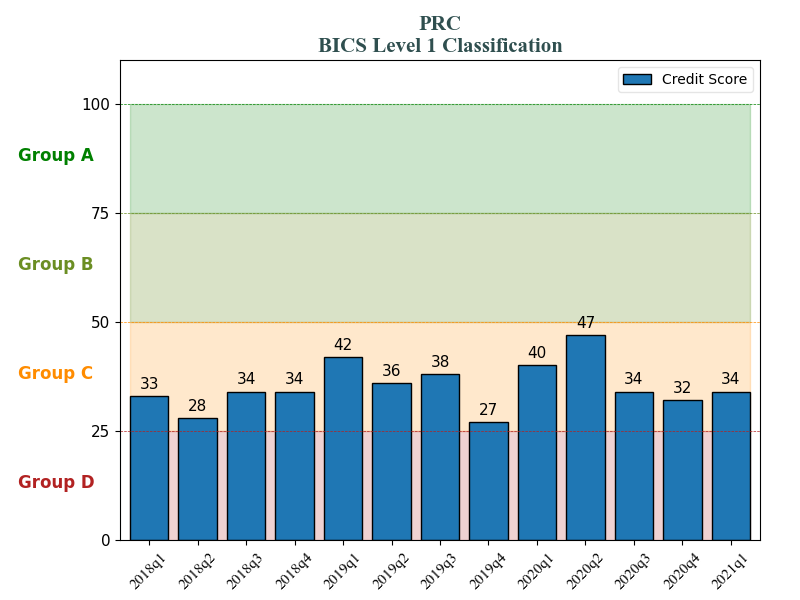 PRC
BICS Level 1 Classification
Credit Score
100
Group A
75
Group B
50
47
42
40
38
36
34
34
34
34
33
32
28
27
Group C
25
Group D
0
2018q1
2018q2
2018q3
2018q4
2019q1
2019q2
2019q3
2019q4
2020q1
2020q2
2020q3
2020q4
2021q1